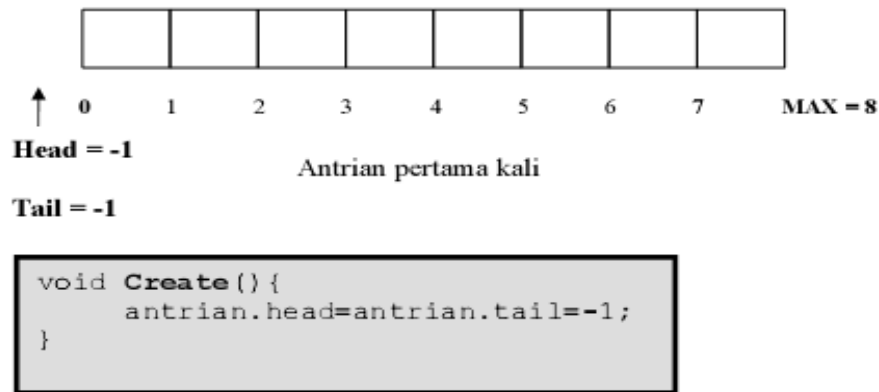 0 1 2 3 4 5 6 7 MAX = 8
Head = -1
Antrian pertama kali
Tail = -1
void Create(){
antrian.head=antrian.tail=-1;
}